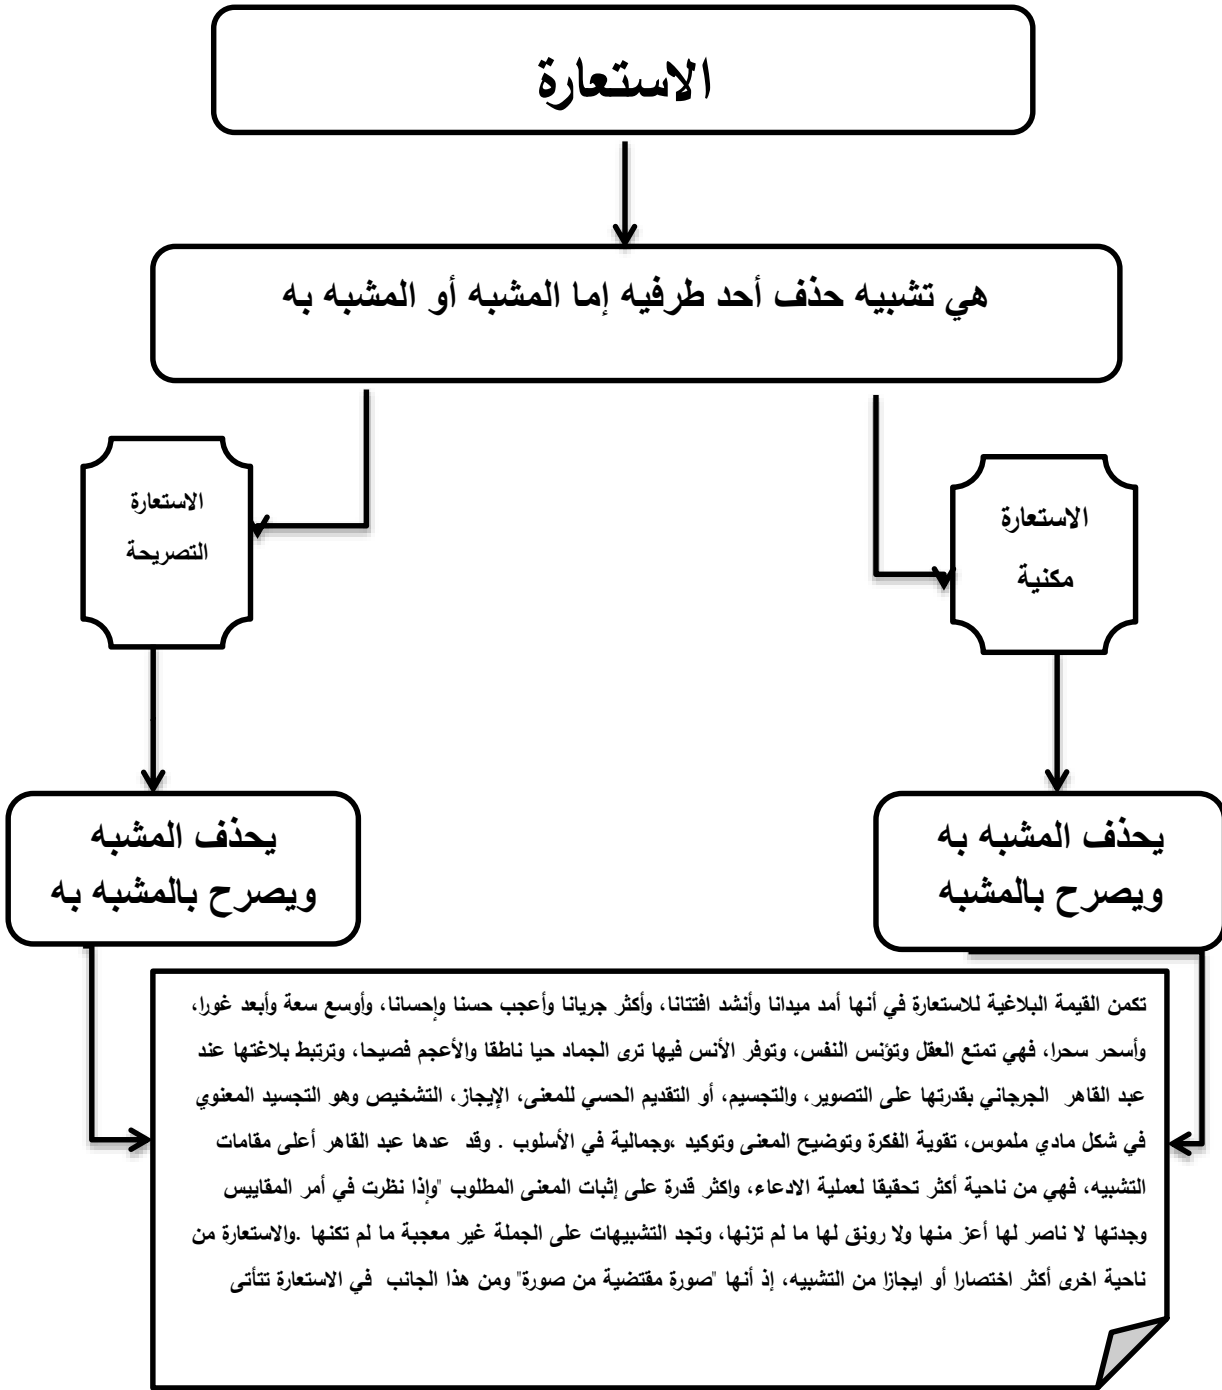 الاستعارة
هي تشبيه حذف أحد طرفيه إما المشبه أو المشبه به
الاستعارة
مكنية
الاستعارة
التصريحة
يحذف المشبه به
ويصرح بالمشبه
يحذف المشبه
ويصرح بالمشبه به
تكمن القيمة البلاغية للاستعارة في أنها أمد ميدانا وأنشد افتتانا، وأكثر جريانا وأعجب حسنا وإحسانا، وأوسع سعة وأبعد غورا،
وأسحر سحرا، فهي تمتع العقل وتؤنس النفس، وتوفر الأنس فيها ترى الجماد حيا ناطقا والأعجم فصيحا، وترتبط بلاغتها عند
عبد القاهر الجرجاني بقدرتها على التصوير، والتجسيم، أو التقديم الحسي للمعنى، الإيجاز، التشخيص وهو التجسيد المعنوي
في شكل مادي ملموس، تقوية الفكرة وتوضيح المعنى وتوكيد ،وجمالية في الأسلوب . وقد عدها عبد القاهر أعلى مقامات
التشبيه، فهي من ناحية أكثر تحقيقا لعملية الادعاء، واكثر قدرة على إثبات المعنى المطلوب "وإذا نظرت في أمر المقاييس
وجدتها لا ناصر لها أعز منها ولا رونق لها ما لم تزنها، وتجد التشبيهات على الجملة غير معجبة ما لم تكنها .والاستعارة من
ناحية اخرى أكثر اختصارا أو ايجازا من التشبيه، إذ أنها "صورة مقتضية من صورة" ومن هذا الجانب في الاستعارة تتأتى